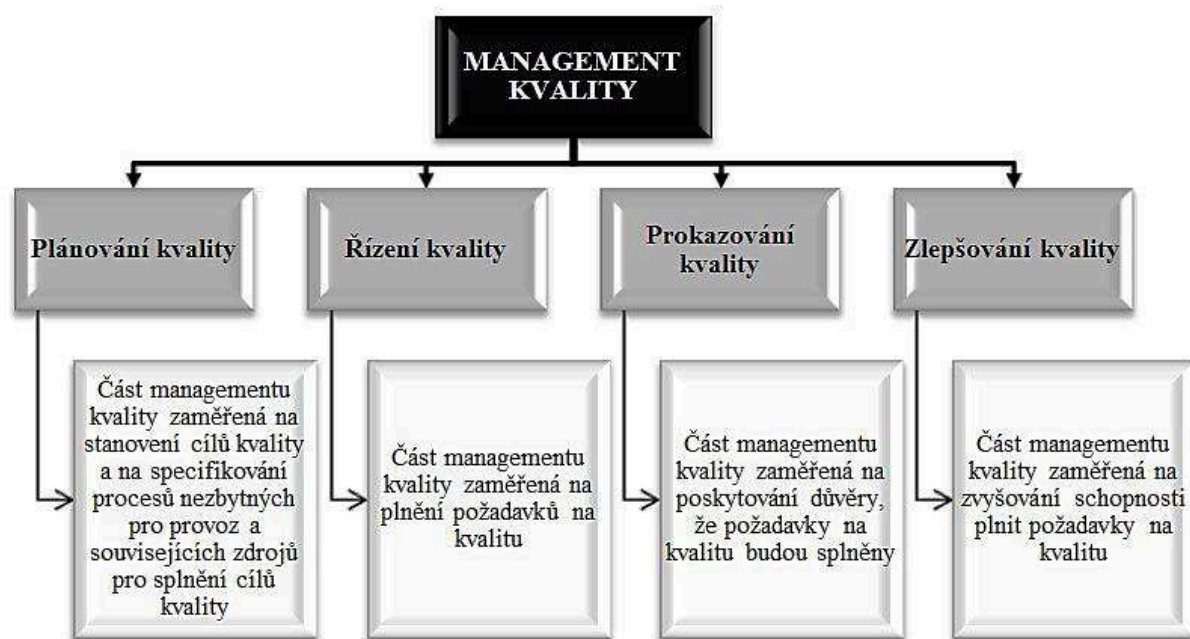 MANAGEMENT
KVALITY
Plánování kvality
Řízení kvality
Prokazování
kvality
Zlepšování kvality
Část managementu
kvality zaměřená na
stanovení cílů kvality
a na specifikování
procesů nezbytných
pro provoz a
souvisejících zdrojů
pro splnění cílů
kvality
Část managementu
kvality zaměřená na
plnění požadavků na
kvalitu
Část managementu
kvality zaměřená na
poskytování důvěry,
že požadavky na
kvalitu budou splněny
Část managementu
kvality zaměřená na
zvyšování schopnosti
plnit požadavky na
kvalitu